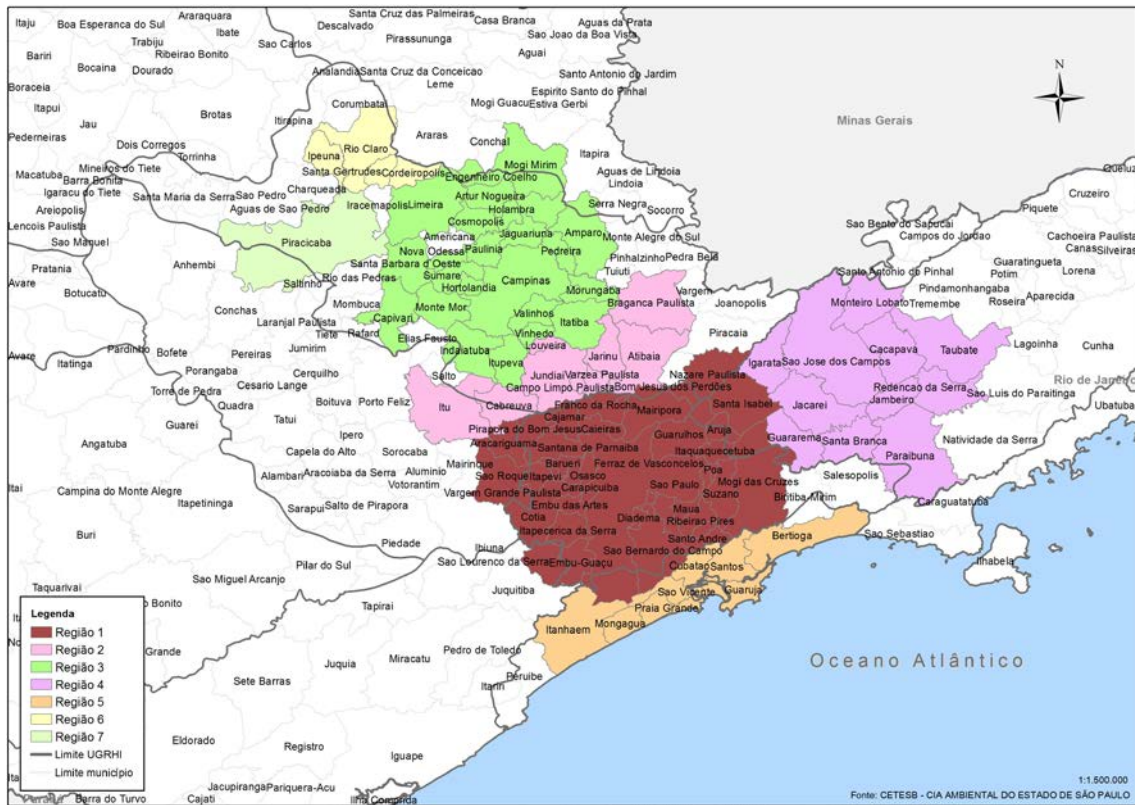 Araraquara
Santa Cruz das Palmeiras
Aguas da Prata
Itaju
Boa Esperanca do Sul
Ibate
Descalvado
Casa Branca
Sao Joao da Boa Vista
Trabiju
Sao Carlos
Pirassununga
Bariri
Ribeirao Bonito
Aguai
Bocaina
Dourado
Analandia
Santa Cruz da Conceicao
Santo Antonio do Jardim
Boraceia
Leme
Espirito Santo do Pinhal
N
Itapui
Corumbatai
Mogi Guacu
Estiva Gerbi
Brotas
Itirapina
Minas Gerais
Jau
Araras
Conchal
Pederneiras
Rio Claro
Dois Corregos
Ipeuna
Itapira
Torrinha
Mogi Mirim
Macatuba
Mineiros do Tiete
Santa Gertrudes
Cordeiropolis
Engenheiro Coelho
Aguas de Lindoia
Queluz
Barra Bonita
Lindoia
Igaracu do Tiete
Santa Maria da Serra
Sao Pedro
Charqueada
Artur Nogueira
Cruzeiro
Areiopolis
Aguas de Sao Pedro
Iracemapolis
Limeira
Holambra
Serra Negra
Socorro
Piquete
Lencois Paulista
Cosmopolis
Sao Bento do Sapucai
Sao Manuel
Piracicaba
Americana
Jaguariuna
Amparo
Monte Alegre do Sul
Campos do Jordao
Cachoeira Paulista
Nova Odessa
Paulinia
Pedreira
Canas
Silveiras
Pratania
Anhembi
Santa Barbara d'Oeste
Pinhalzinho
Pedra Bela
Guaratingueta
Rio das Pedras
Sumare
Campinas
Tuiuti
Santo Antonio do Pinhal
Potim
Lorena
Avare
Saltinho
Hortolandia
Morungaba
Vargem
Pindamonhangaba
Botucatu
Mombuca
Monte Mor
Braganca Paulista
Joanopolis
Monteiro Lobato
Tremembe
Roseira
Aparecida
Conchas
Capivari
Valinhos
Itatiba
Laranjal Paulista
Rafard
Tiete
Elias Fausto
Vinhedo
Piracaia
Cacapava
Taubate
Lagoinha
Cunha
Avare
Pardinho
Bofete
Pereiras
Jumirim
Indaiatuba
Louveira
Jarinu
Atibaia
Igarata
Sao Jose dos Campos
Itatinga
Porangaba
Cerquilho
Salto
Itupeva
Jundiai
Varzea Paulista
Nazare Paulista
Rio de Janeiro
Torre de Pedra
Cesario Lange
Campo Limpo Paulista
Bom Jesus dos Perdões
Redencao da Serra
Jambeiro
Sao Luis do Paraitinga
Quadra
Boituva
Porto Feliz
Itu
Cabreuva
Franco da Rocha
Mairipora
Santa Isabel
Jacarei
Ubatuba
Guarei
Tatui
Cajamar
Ipero
Pirapora do Bom Jesus
Caieiras
Guarulhos
Aruja
Guararema
Santa Branca
Natividade da Serra
Angatuba
Capela do Alto
Sorocaba
Aracariguama
Santana de Parnaiba
Itaquaquecetuba
Paraibuna
Alambari
Aracoiaba da Serra
Aluminio
Mairinque
Barueri
Ferraz de Vasconcelos
Poa
Salesopolis
Itai
Campina do Monte Alegre
Votorantim
Sao Roque
Itapevi
Osasco
Mogi das Cruzes
Itapetininga
Vargem Grande Paulista
Carapicuiba
Sao Paulo
Suzano
Biritiba-Mirim
Caraguatatuba
Sarapui
Salto de Pirapora
Embu das Artes
Maua
Buri
Cotia
Diadema
Ribeirao Pires
Bertioga
Sao Sebastiao
Piedade
Itapecerica da Serra
Santo Andre
Ibiuna
Sao Bernardo do Campo
Ilhabela
Pilar do Sul
Sao Lourenco da Serra
Embu-Guaçu
Cubatao
Santos
Taquarivai
Sao Miguel Arcanjo
Juquitiba
Sao Vicente
Guaruja
Bonito
Tapirai
Praia Grande
Itanhaem
Mongagua
Grande
Pedro de Toledo
Juquia
Miracatu
Oceano Atlântico
Sete Barras
Itariri
Peruibe
Legenda
Região 1
Região 2
Região 3
Região 4
Região 5
Região 6
Região 7
Limite UGRHI
Limite município
Eldorado
Registro
Iguape
Jacupiranga
Pariquera-Acu
1:1.500.000
Paraná
Barra do Turvo
Cajati
Ilha Comprida
Fonte: CETESB - CIA AMBIENTAL DO ESTADO DE SÃO PAULO